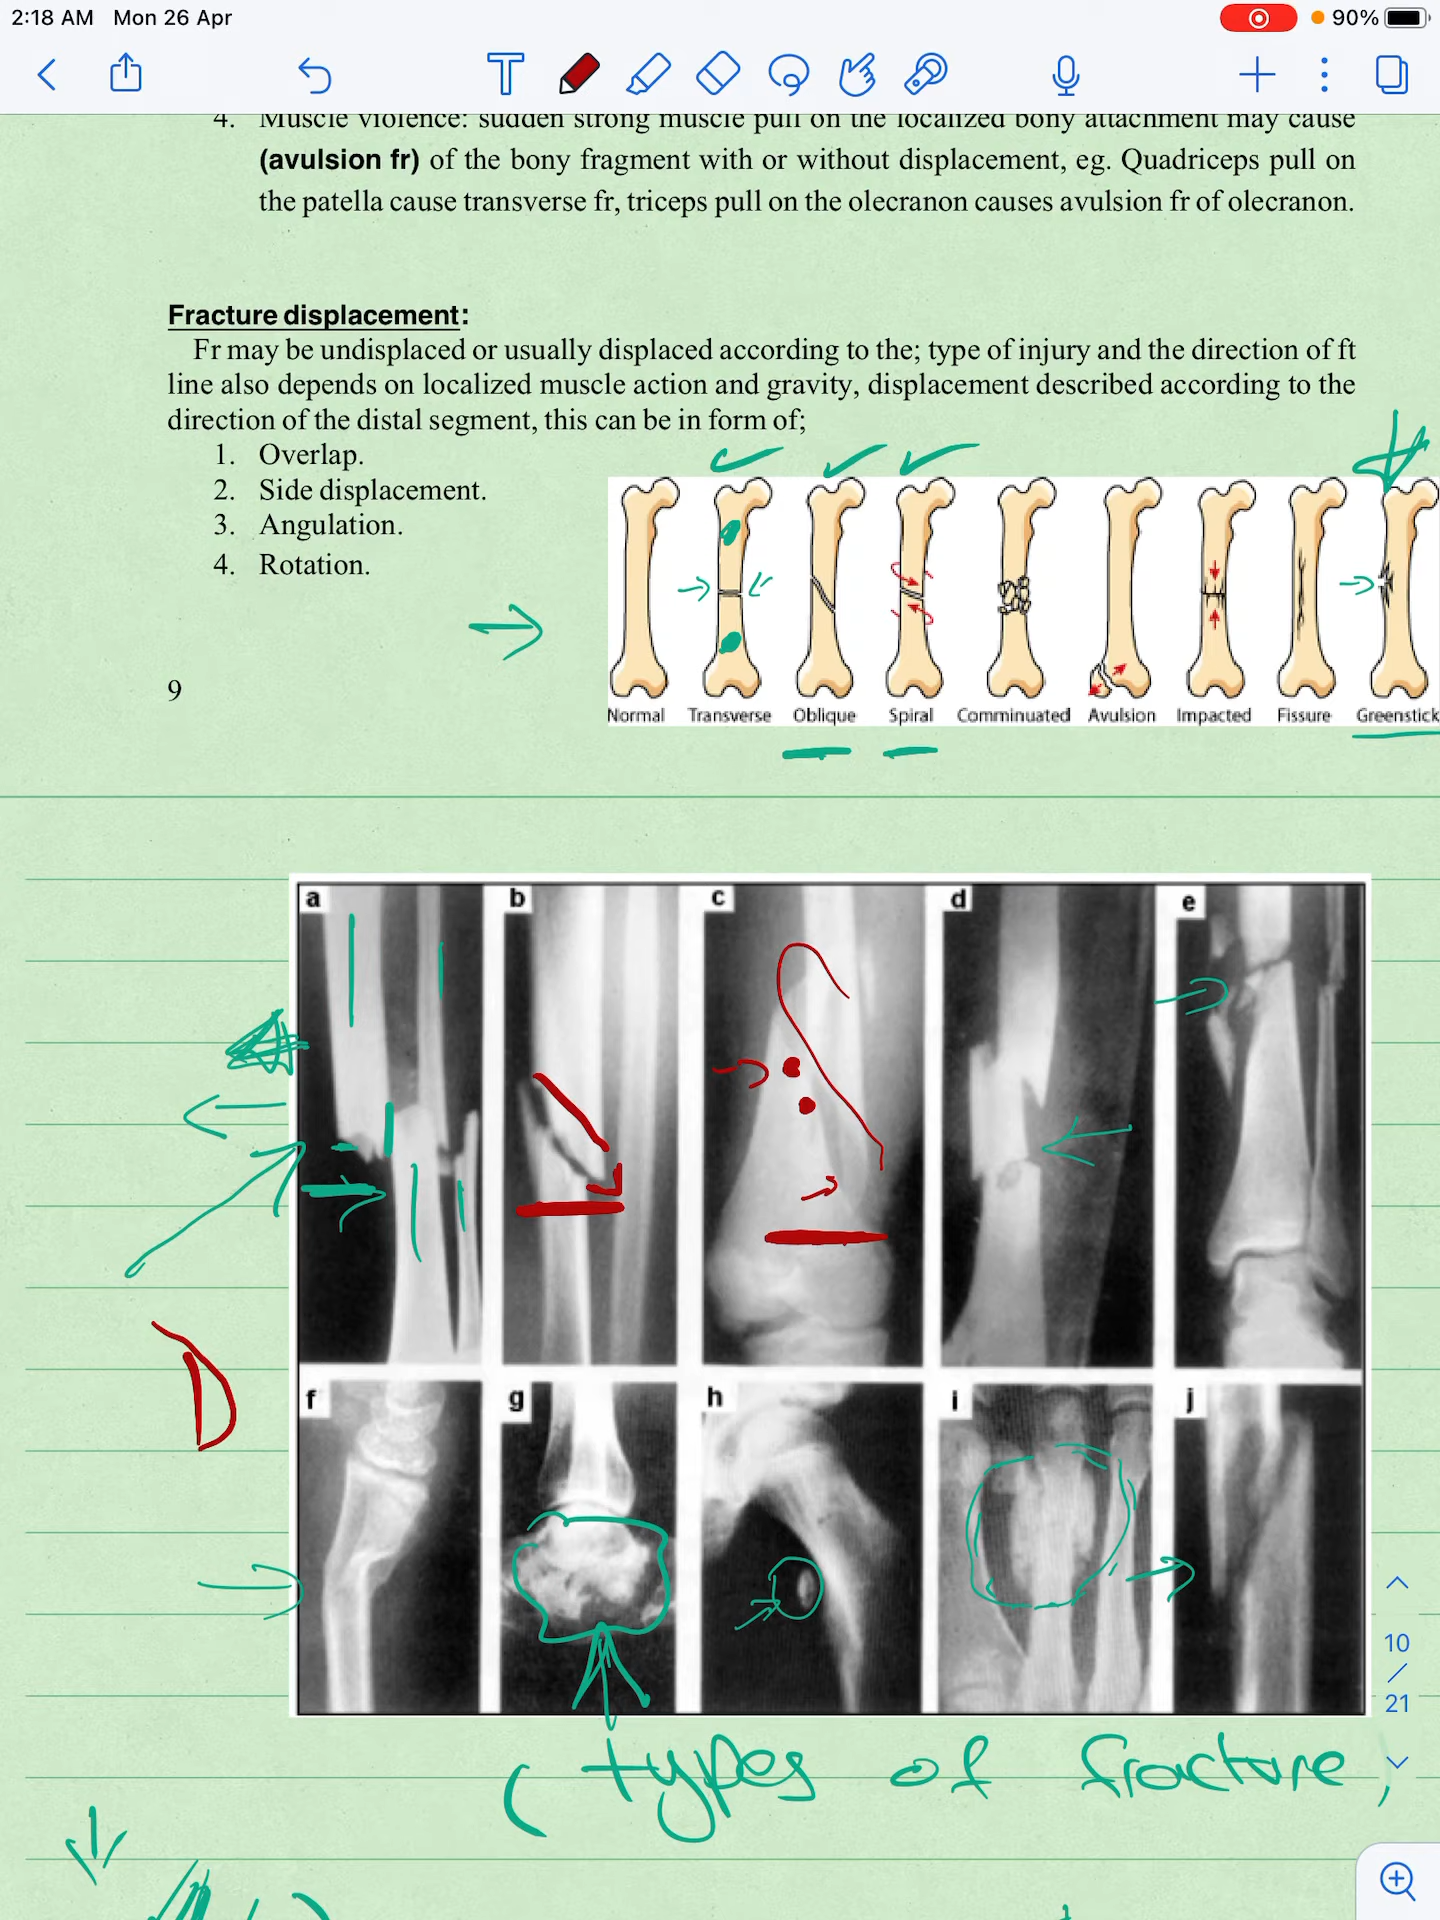 2:18 AM Mon 26 Apr
90%
4. Muscle violence: sudden strong muscle pull on the localized bony attachment may cause
(avulsion fr) of the bony fragment with or without displacement, eg. Quadriceps pull on
the patella cause transverse fr, triceps pull on the olecranon causes avulsion fr of olecranon.
Fracture displacement:
Fr may be undisplaced or usually displaced according to the; type of injury and the direction of ft
line also depends on localized muscle action and gravity, displacement described according to the
direction of the distal segment, this can be in form of;
1. Overlap.
2. Side displacement.
3. Angulation.
4. Rotation.
Normal Transverse Oblique Spiral Comminuated Avulsion Impacted Fissure Greenstick
9
a b c d e
D
f g h i j
10
/
21
( types of fracture,